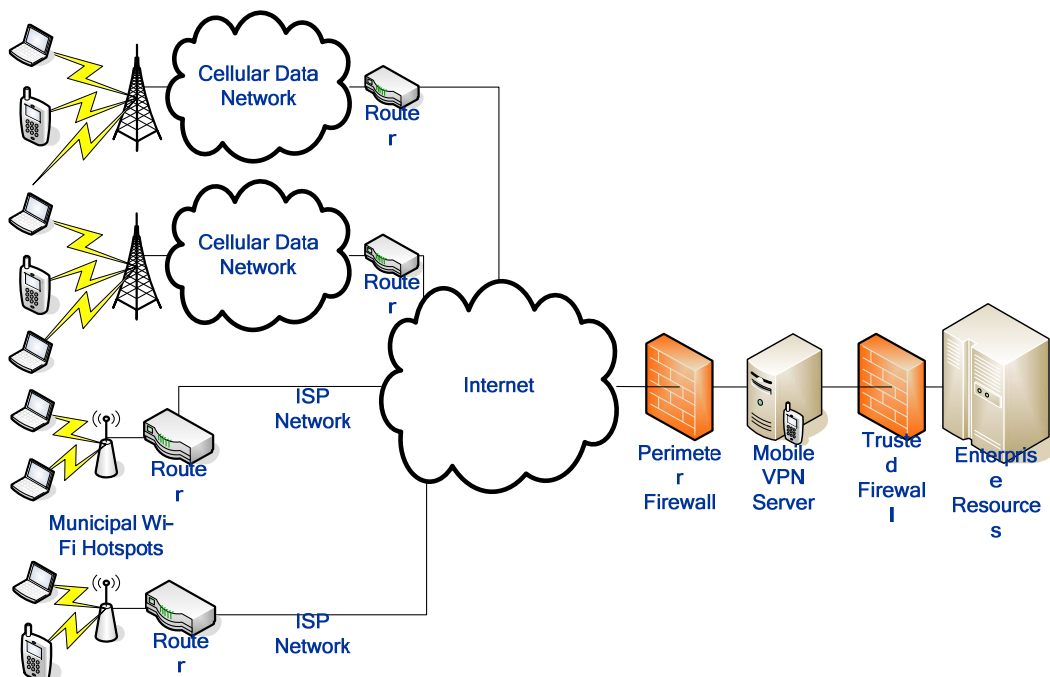 Cellular Data
Network
Route
r
Cellular Data
Network
Route
r
Internet
ISP
Network
Route
r
Municipal Wi-
Fi Hotspots
ISP
Network
Route
r
Perimete
r
Firewall
Mobile
VPN
Server
Truste
d
Firewal
l
Enterpris
e
Resource
s